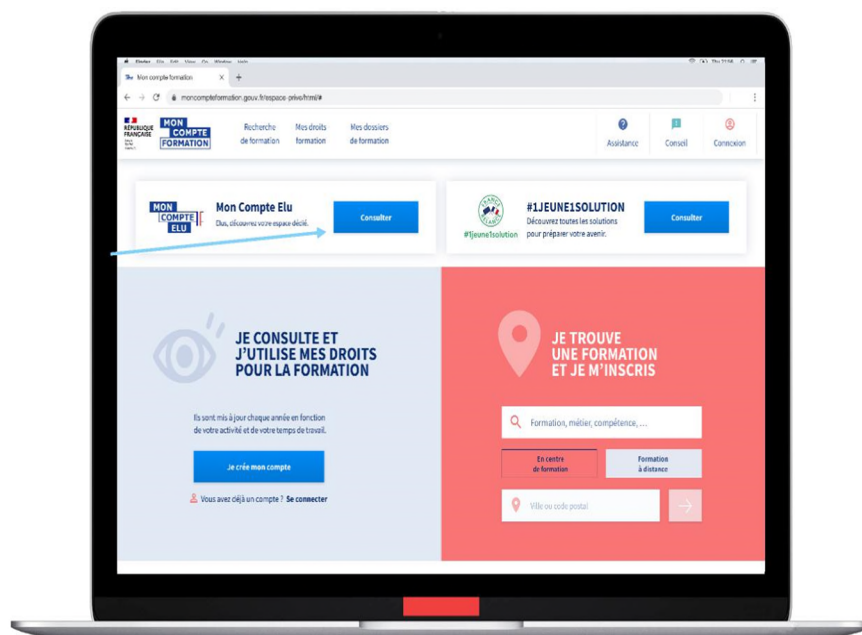 Mon compte formation
moncompteformation.gouv.fr/espace-prive/html/#
RÉPUBLIQUE
FRANÇAISE
MON
COMPTE
FORMATION
Recherche
de formation
Mes droits
formation
Mes dossiers
de formation
Assistance
Conseil
Connexion
MON
COMPTE
ELU
Mon Compte Elu
Élus, découvrez votre espace dédié.
Consulter
#1jeune1solution
#1JEUNE1SOLUTION
Découvrez toutes les solutions
pour préparer votre avenir.
Consulter
JE CONSULTE ET
J'UTILISE MES DROITS
POUR LA FORMATION
Ils sont mis à jour chaque année en fonction
de votre activité et de votre temps de travail.
Je crée mon compte
Vous avez déjà un compte ? Se connecter
JE TROUVE
UNE FORMATION
ET JE M'INSCRIS
Formation, métier, compétence, ...
En centre
de formation
Formation
à distance
Ville ou code postal